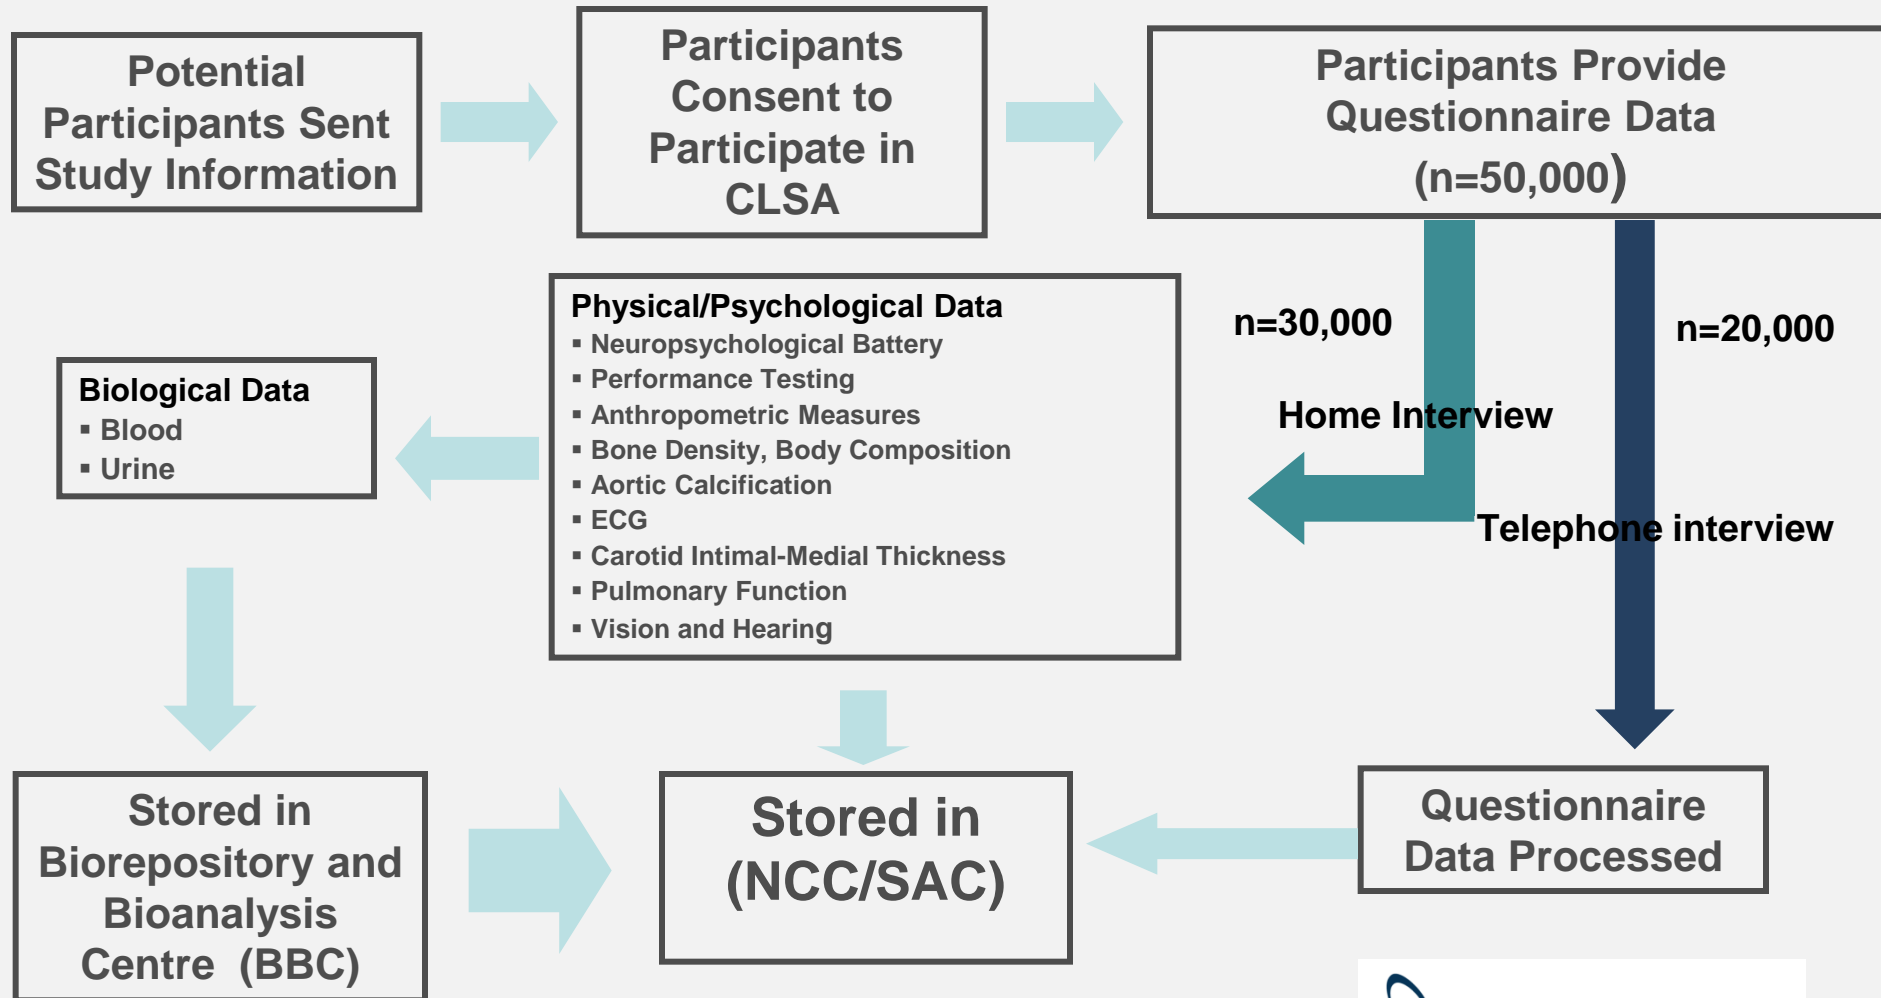 Potential
Participants Sent
Study Information
Participants
Consent to
Participate in
CLSA
Participants Provide
Questionnaire Data
(n=50,000)
n=30,000
n=20,000
Home Interview
Telephone interview
Physical/Psychological Data
▪ Neuropsychological Battery
▪ Performance Testing
▪ Anthropometric Measures
▪ Bone Density, Body Composition
▪ Aortic Calcification
▪ ECG
▪ Carotid Intimal-Medial Thickness
▪ Pulmonary Function
▪ Vision and Hearing
Biological Data
▪ Blood
▪ Urine
Stored in
Biorepository and
Bioanalysis
Centre (BBC)
Stored in
(NCC/SAC)
Questionnaire
Data Processed